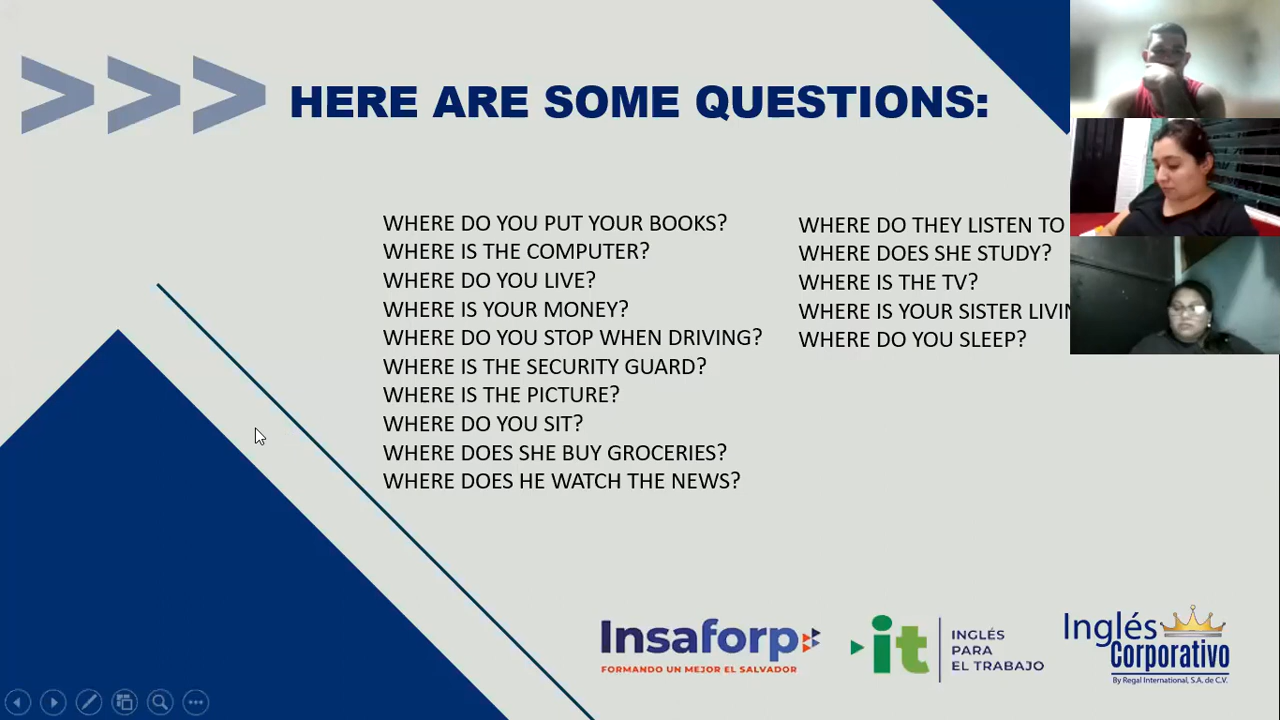 >>> HERE ARE SOME QUESTIONS:
WHERE DO YOU PUT YOUR BOOKS?
WHERE IS THE COMPUTER?
WHERE DO YOU LIVE?
WHERE IS YOUR MONEY?
WHERE DO YOU STOP WHEN DRIVING?
WHERE IS THE SECURITY GUARD?
WHERE IS THE PICTURE?
WHERE DO YOU SIT?
WHERE DOES SHE BUY GROCERIES?
WHERE DOES HE WATCH THE NEWS?
WHERE DO THEY LISTEN TO
WHERE DOES SHE STUDY?
WHERE IS THE TV?
WHERE IS YOUR SISTER
WHERE DO YOU SLEEP?
Insaforp
FORMANDO UN MEJOR EL SALVADOR
it
INGLÉS
PARA
EL TRABAJO
Inglés
Corporativo
By Regal International, S.A. de C.V.